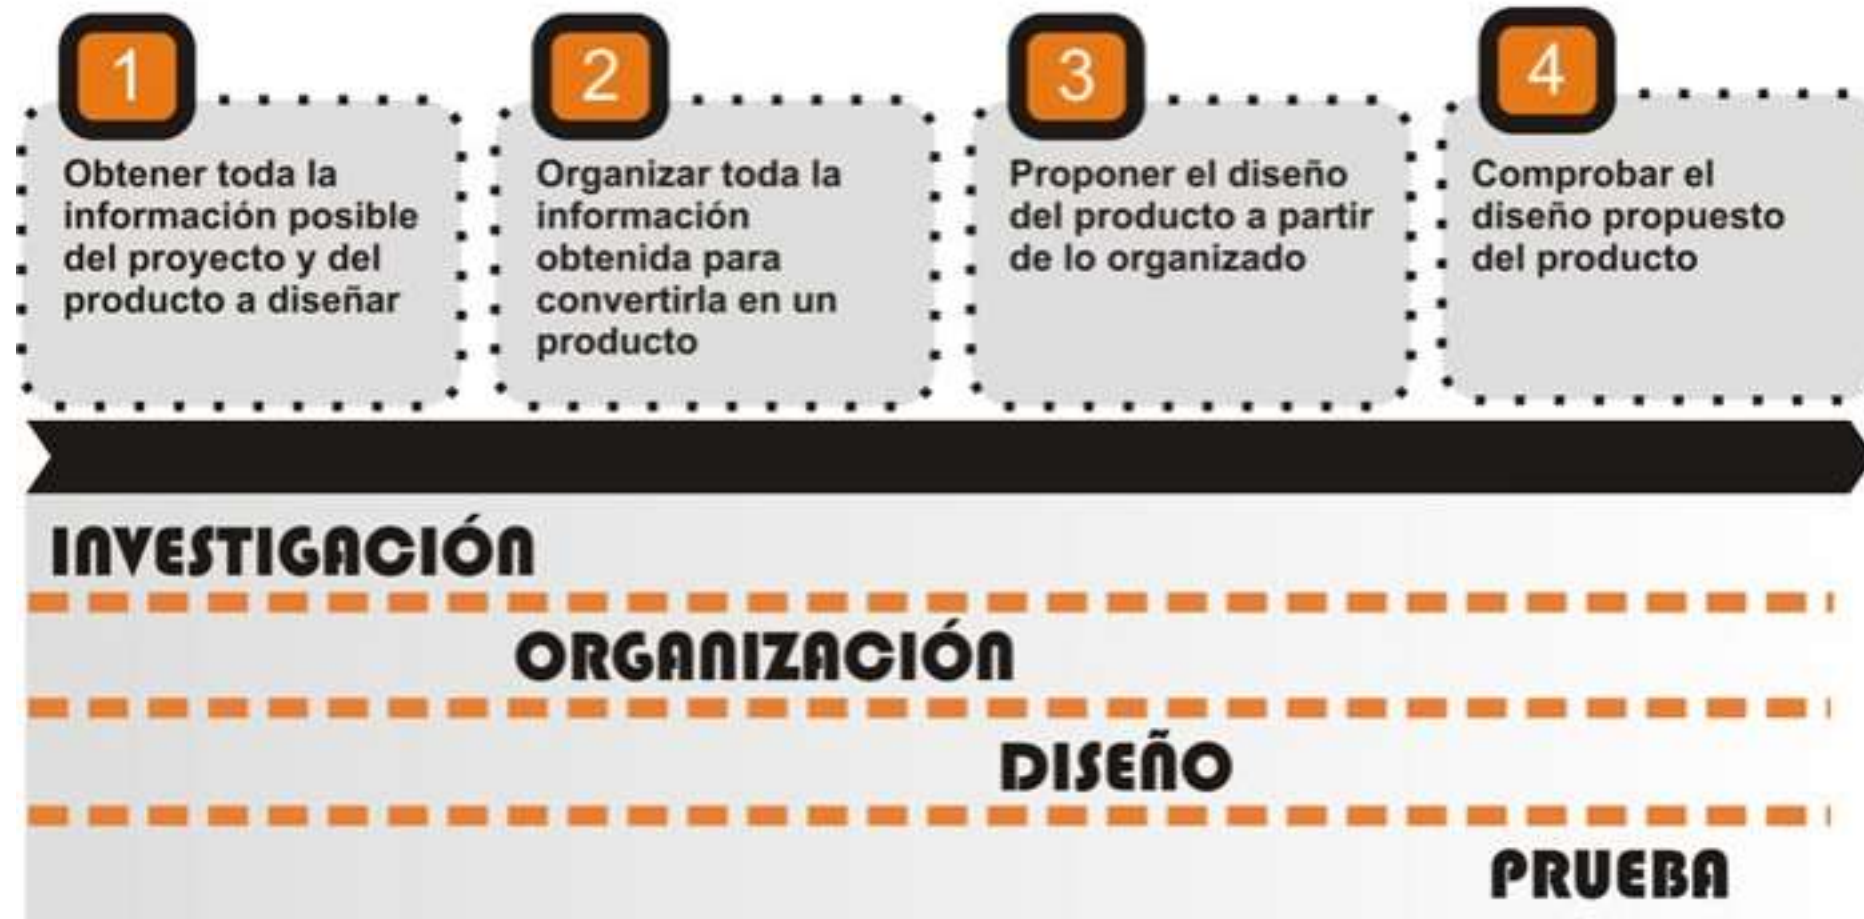 1
Obtener toda la
información posible
del proyecto y del
producto a diseñar
2
Organizar toda la
información
obtenida para
convertirla en un
producto
3
Proponer el diseño
del producto a partir
de lo organizado
4
Comprobar el
diseño propuesto
del producto
INVESTIGACIÓN
ORGANIZACIÓN
DISEÑO
PRUEBA